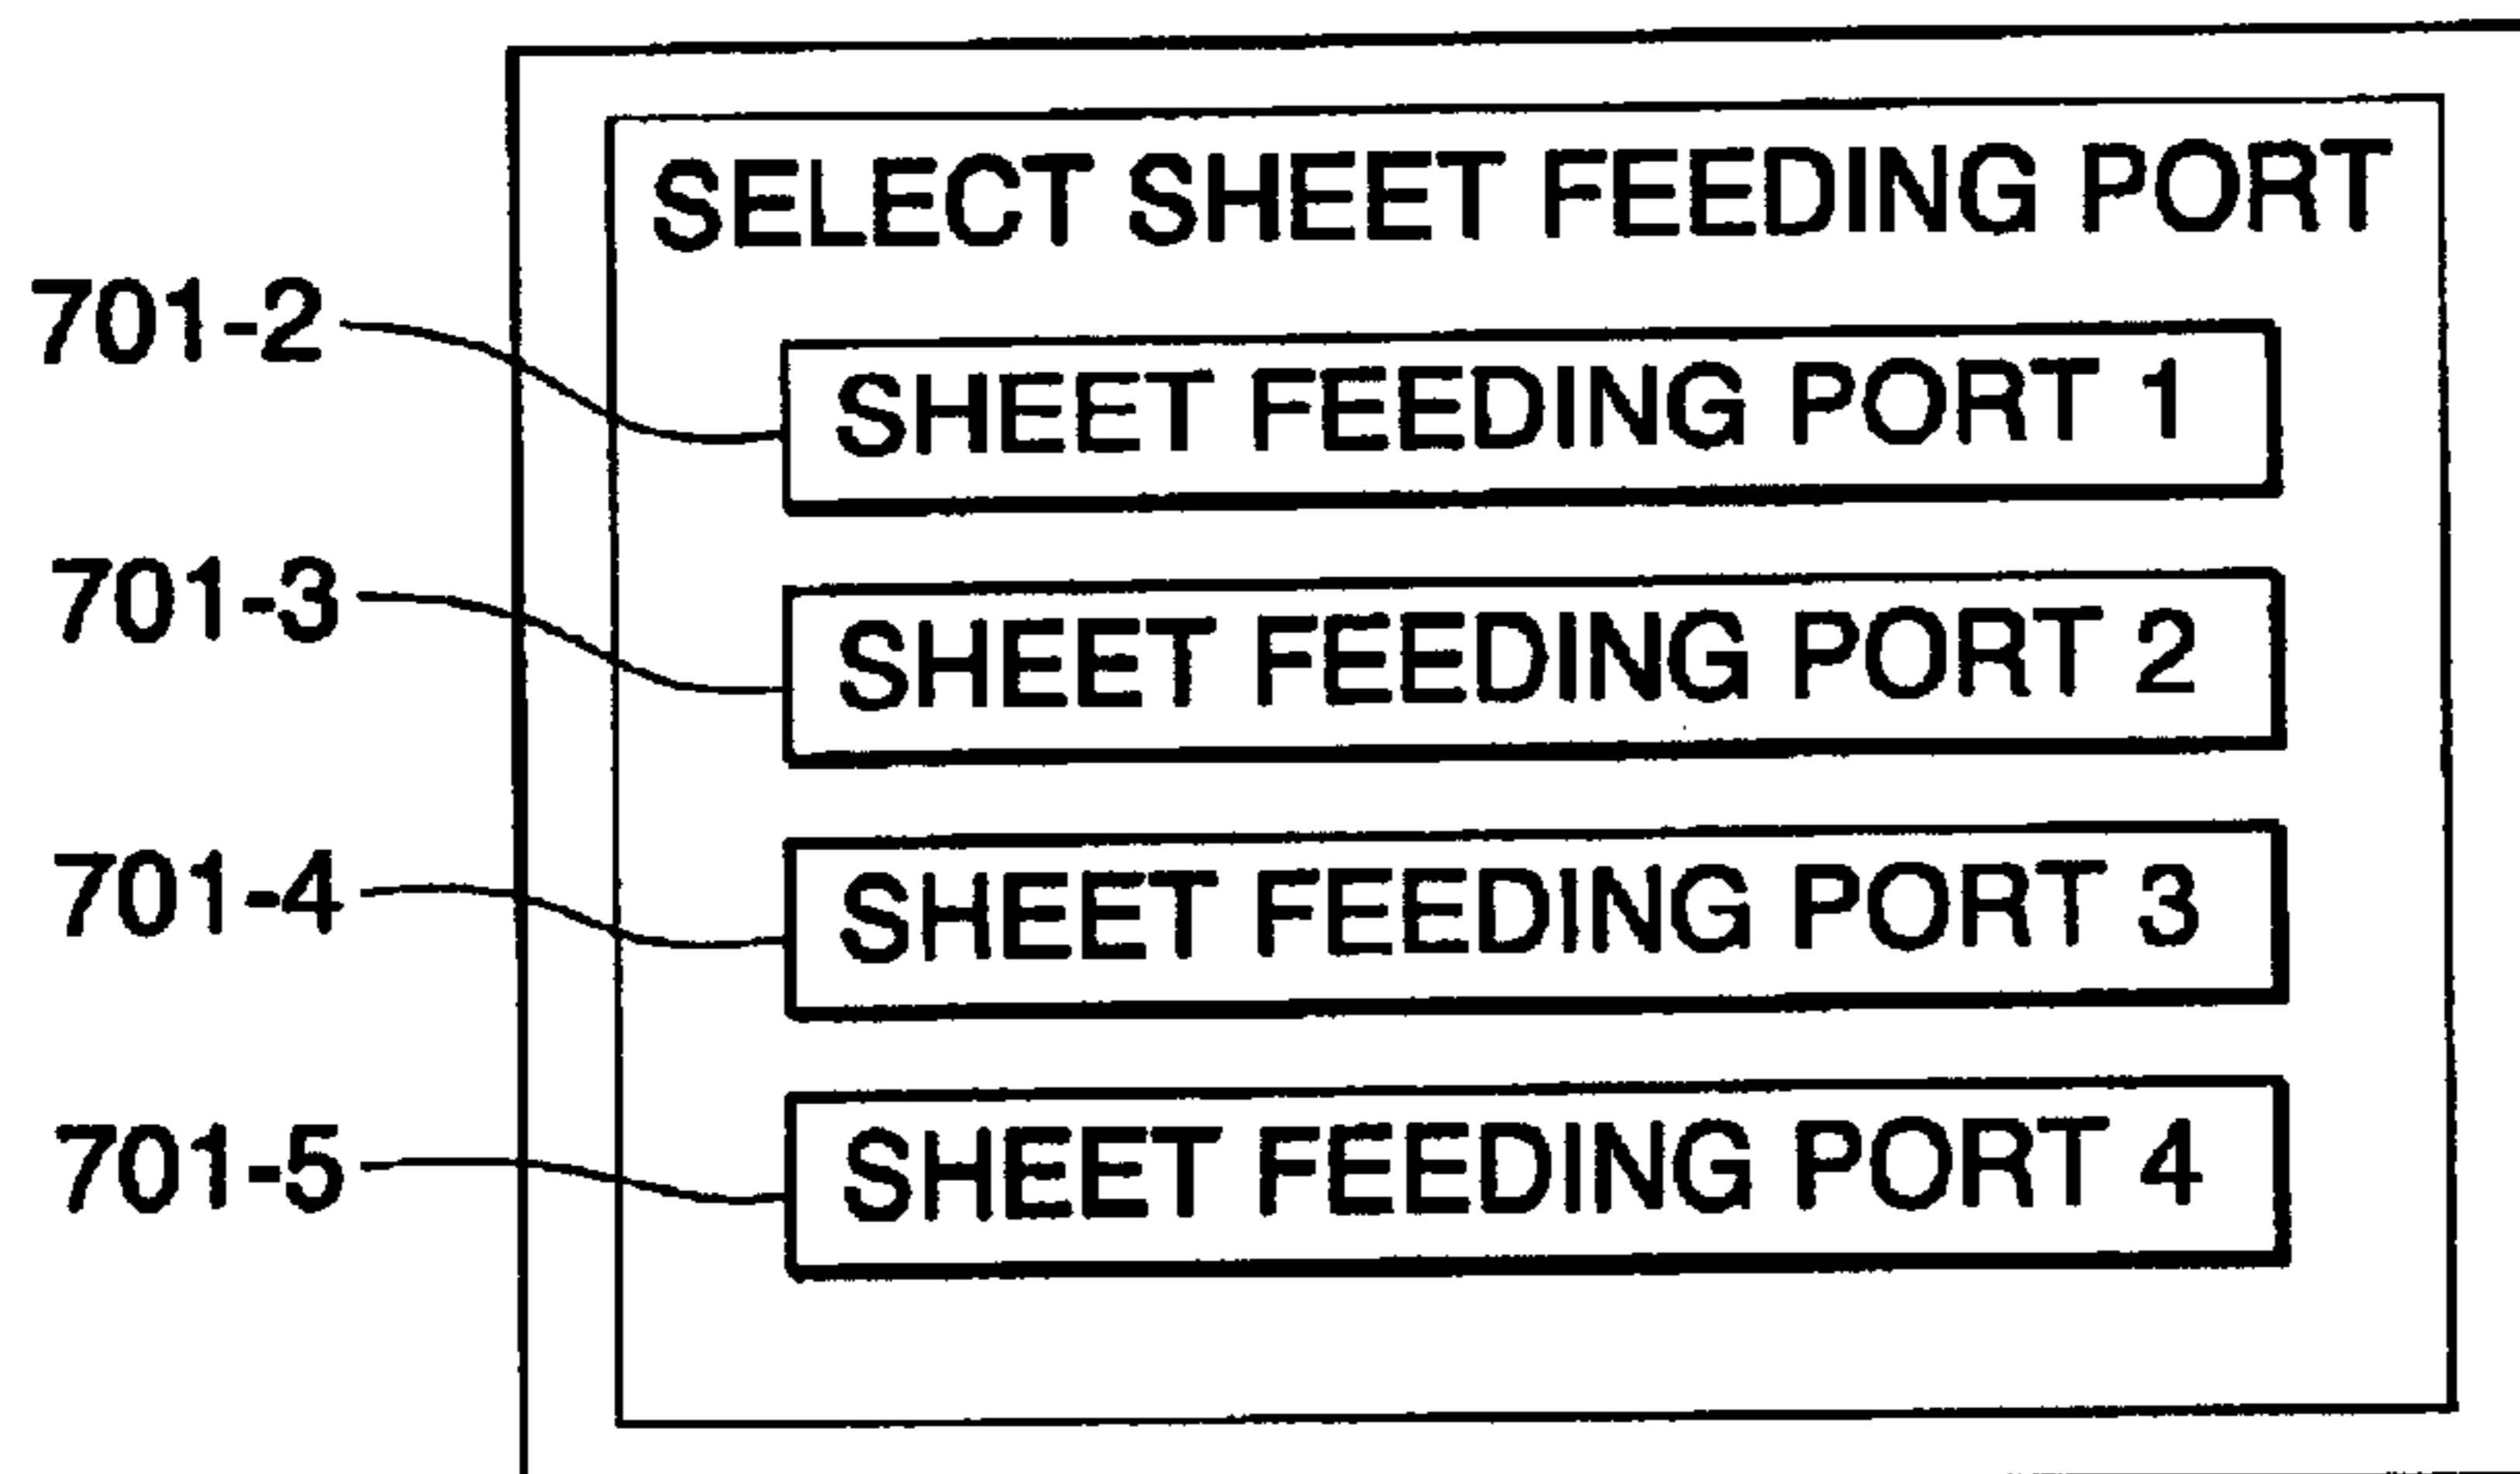 SELECT SHEET FEEDING PORT
701-2 SHEET FEEDING PORT 1
701-3 SHEET FEEDING PORT 2
701-4 SHEET FEEDING PORT 3
701-5 SHEET FEEDING PORT 4